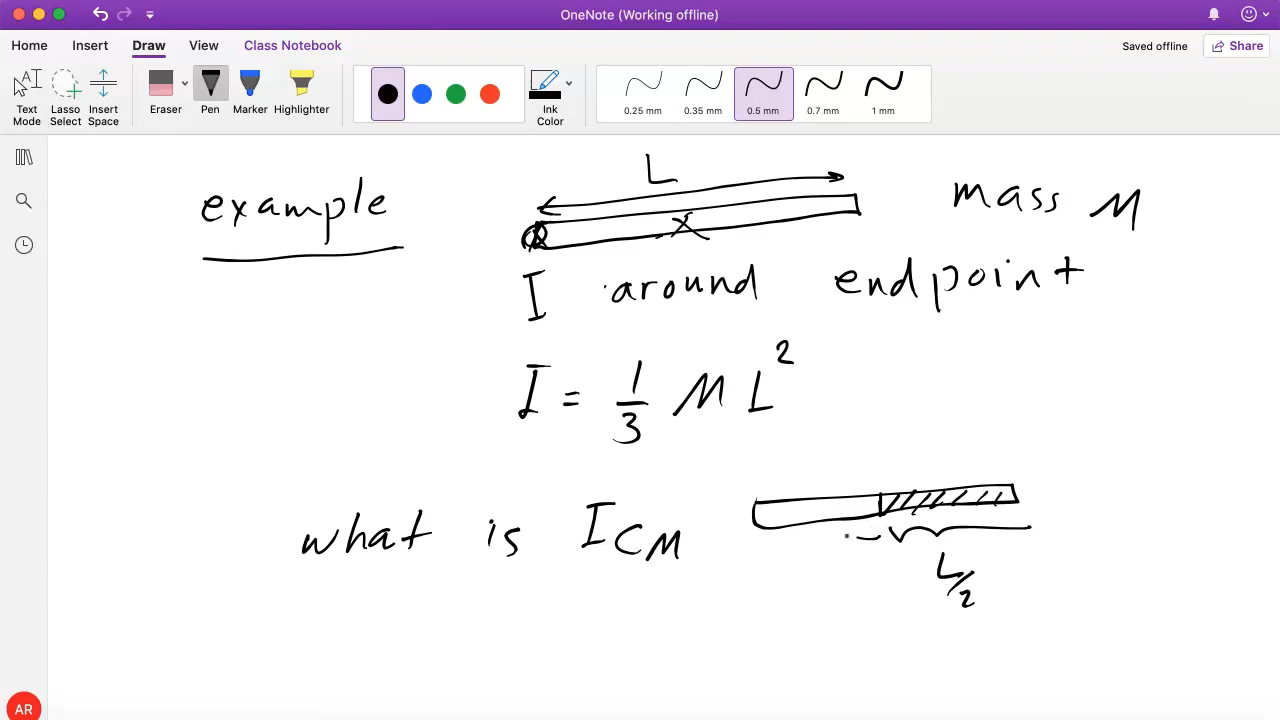 OneNote (Working offline)
Home Insert Draw View Class Notebook Saved offline Share
Text Mode Lasso Select Insert Space Eraser Pen Marker Highlighter Ink Color 0.25 mm 0.35 mm 0.5 mm 0.7 mm 1 mm
L
example x mass M
I around endpoint
I = 1/3 M L²
what is I_CM
L/2
AR